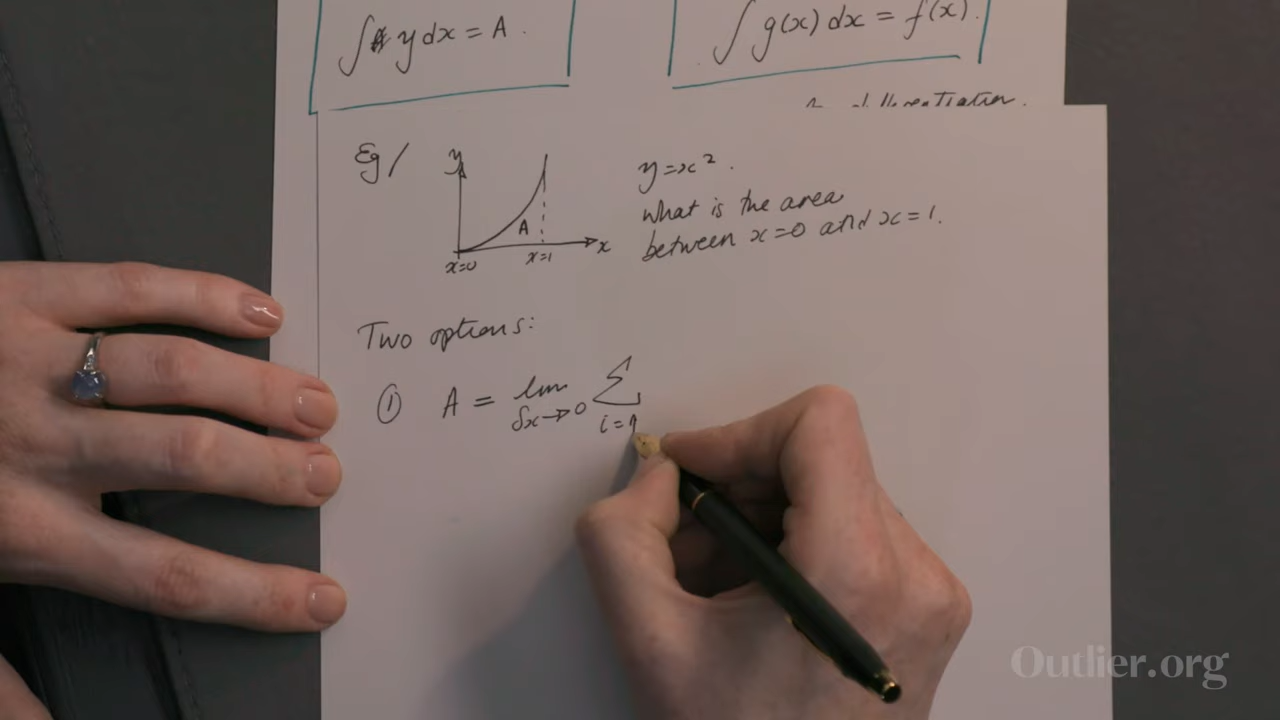 ∫ y dx = A .
∫ g(x) dx = f(x).
Eg/
y
A
x
x=0
x=1
y=x².
what is the area
between x=0 and x=1.
Two options:
① A = lim Σ
δx→0 i=1
Outlier.org